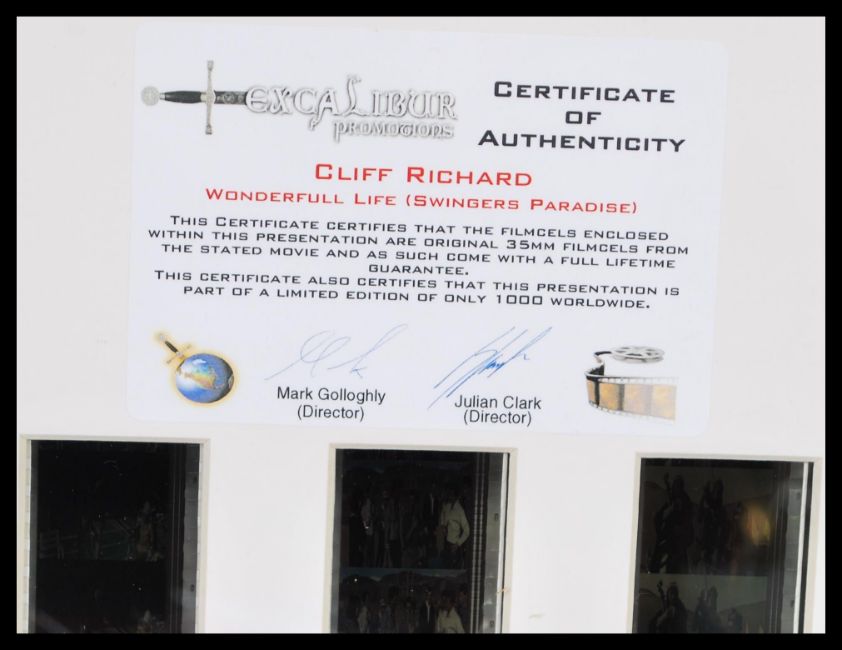 EXCALIBUR
PROMOTIONS
CERTIFICATE
OF
AUTHENTICITY
CLIFF RICHARD
WONDERFULL LIFE (SWINGERS PARADISE)
THIS CERTIFICATE CERTIFIES THAT THE FILMCELS ENCLOSED
WITHIN THIS PRESENTATION ARE ORIGINAL 35MM FILMCELS FROM
THE STATED MOVIE AND AS SUCH COME WITH A FULL LIFETIME
GUARANTEE.
THIS CERTIFICATE ALSO CERTIFIES THAT THIS PRESENTATION IS
PART OF A LIMITED EDITION OF ONLY 1000 WORLDWIDE.
Mark Golloghly
(Director)
Julian Clark
(Director)